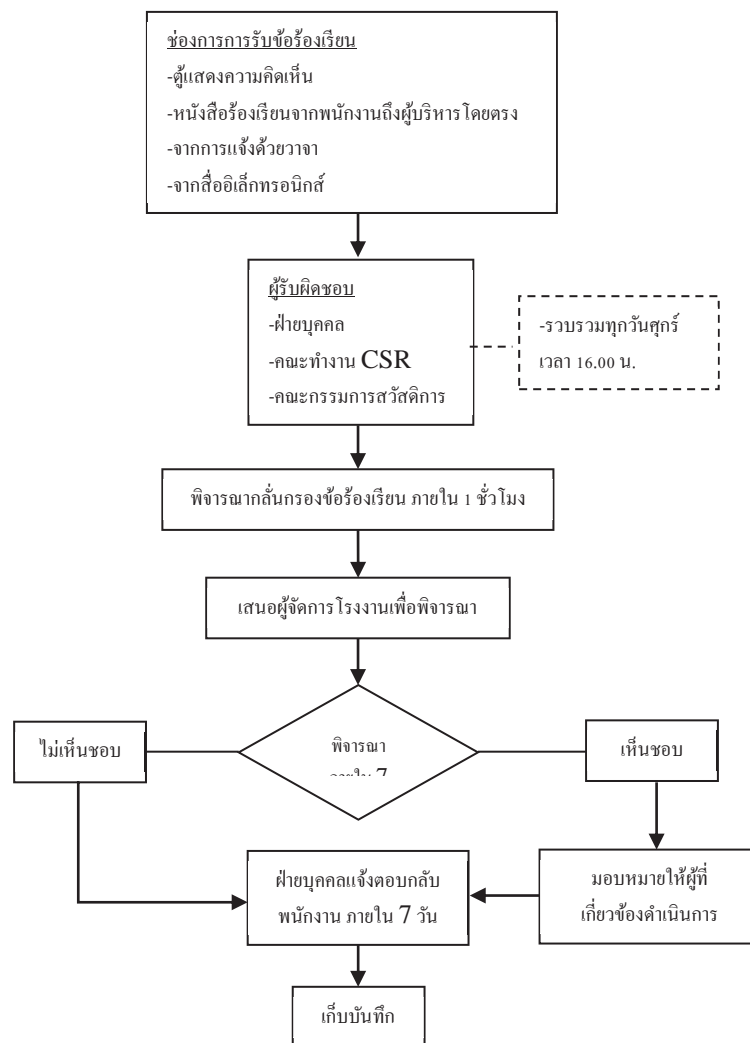 ช่องการการรับข้อร้องเรียน
-ตู้แสดงความคิดเห็น
-หนังสือร้องเรียนจากพนักงานถึงผู้บริหารโดยตรง
-จากการแจ้งด้วยวาจา
-จากสื่ออิเล็กทรอนิกส์
ผู้รับผิดชอบ
-ฝ่ายบุคคล
-คณะทำงาน CSR
-คณะกรรมการสวัสดิการ
-รวบรวมทุกวันศุกร์
เวลา 16.00 น.
พิจารณากลั่นกรองข้อร้องเรียน ภายใน 1 ชั่วโมง
เสนอผู้จัดการโรงงานเพื่อพิจารณา
ไม่เห็นชอบ
พิจารณา
ภายใน 7
เห็นชอบ
ฝ่ายบุคคลแจ้งตอบกลับ
พนักงาน ภายใน 7 วัน
มอบหมายให้ผู้ที่
เกี่ยวข้องดำเนินการ
เก็บบันทึก